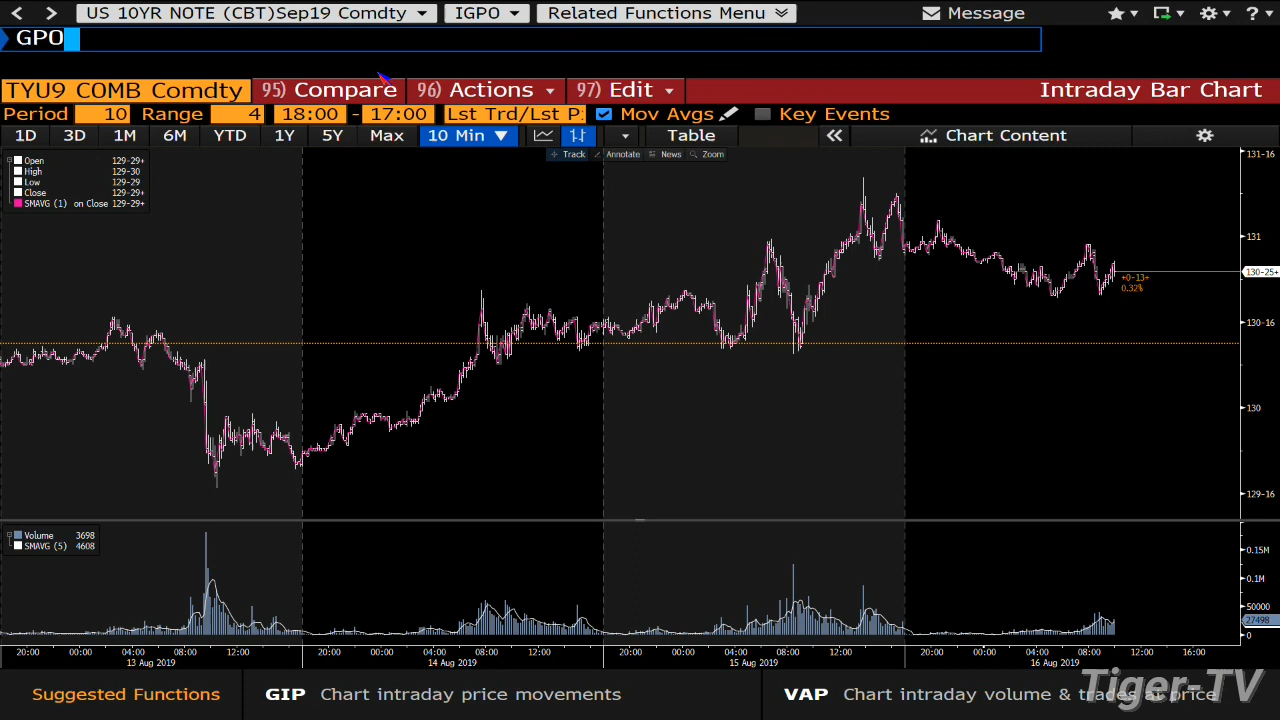 US 10YR NOTE (CBT)Sep19 Comdty IGPO Related Functions Menu Message ?
GPO
TYU9 COMB Comdty 95) Compare 96) Actions 97) Edit Intraday Bar Chart
Period 10 Range 4 18:00 - 17:00 Lst Trd/Lst P. Mov Avgs Key Events
1D 3D 1M 6M YTD 1Y 5Y Max 10 Min Table Chart Content
Track Annotate News Zoom
131-16
Open 129-29+
High 129-30
Low 129-29
Close 129-29+
SMAVG (1) on Close 129-29+
131
130-25+
+0-13+
0.32%
130-16
130
129-16
Volume 3698
SMAVG (5) 4608
0.15M
0.1M
50000
27498
0
20:00 00:00 04:00 08:00 12:00 20:00 00:00 04:00 08:00 12:00 20:00 00:00 04:00 08:00 12:00 20:00 00:00 04:00 08:00 12:00 16:00
13 Aug 2019 14 Aug 2019 15 Aug 2019 16 Aug 2019
Suggested Functions GIP Chart intraday price movements VAP Chart intraday volume & trades at price
Tiger-TV